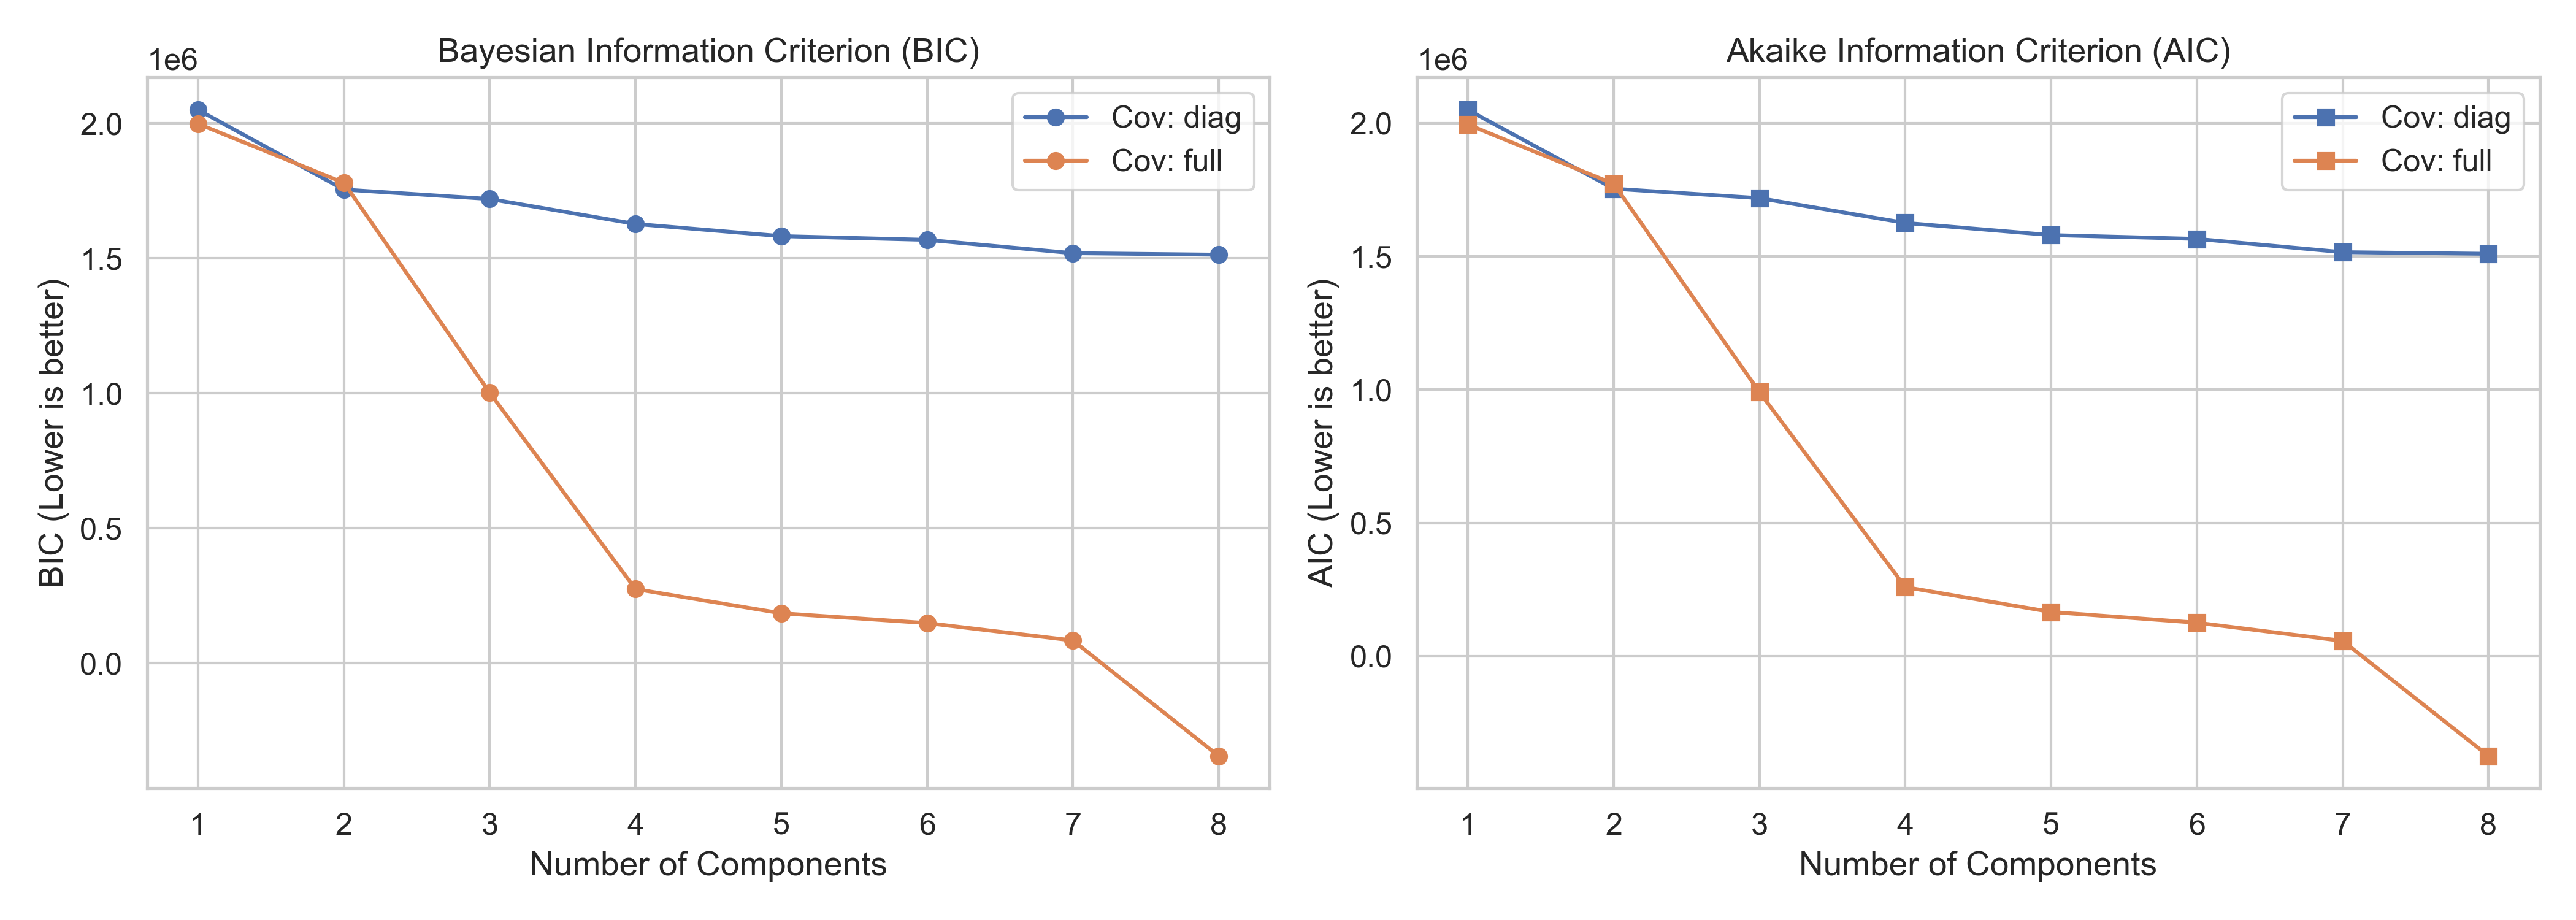 Bayesian Information Criterion (BIC)
1e6
Cov: diag
Cov: full
2.0
1.5
1.0
0.5
0.0
BIC (Lower is better)
1 2 3 4 5 6 7 8
Number of Components
Akaike Information Criterion (AIC)
1e6
Cov: diag
Cov: full
2.0
1.5
1.0
0.5
0.0
AIC (Lower is better)
1 2 3 4 5 6 7 8
Number of Components